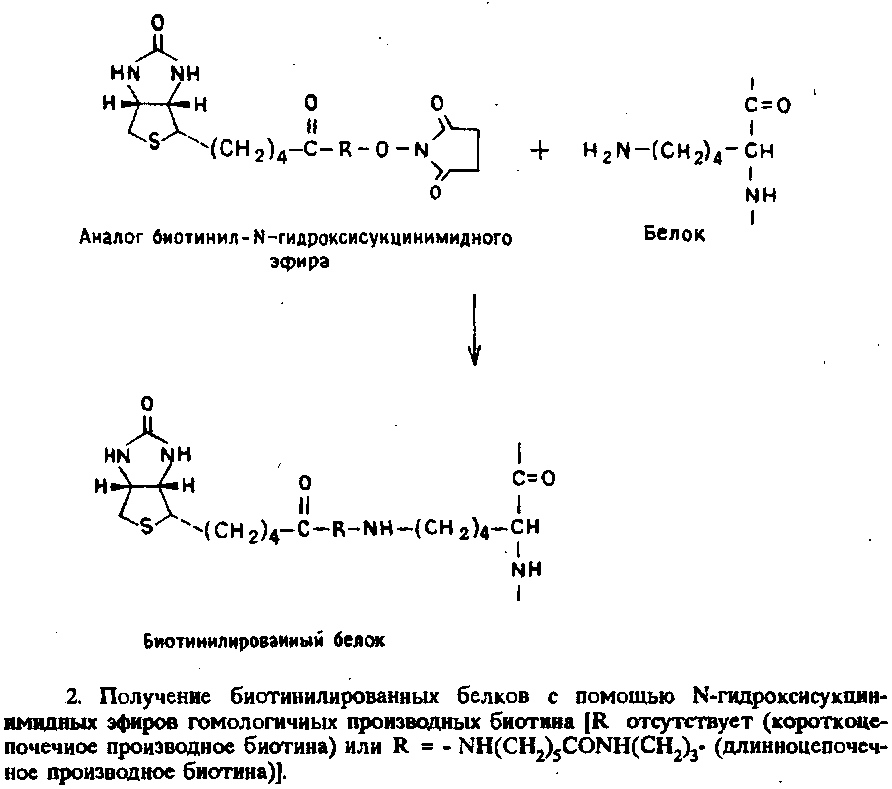 O
HN NH
H H
S
(CH₂)₄-C-R-O-N
O
O
O
+
H₂N-(CH₂)₄-CH
C=O
NH
Аналог биотинил-N-гидроксисукцинимидного
эфира
Белок
O
HN NH
H H
S
(CH₂)₄-C-R-NH-(CH₂)₄-CH
O
C=O
NH
Биотинилированный белок
2. Получение биотинилированных белков с помощью N-гидроксисукцин-
имидных эфиров гомологичных производных биотина [R отсутствует (короткоце-
почечное производное биотина) или R = - NH(CH₂)₅CONH(CH₂)₃- (длинноцепочеч-
ное производное биотина)].